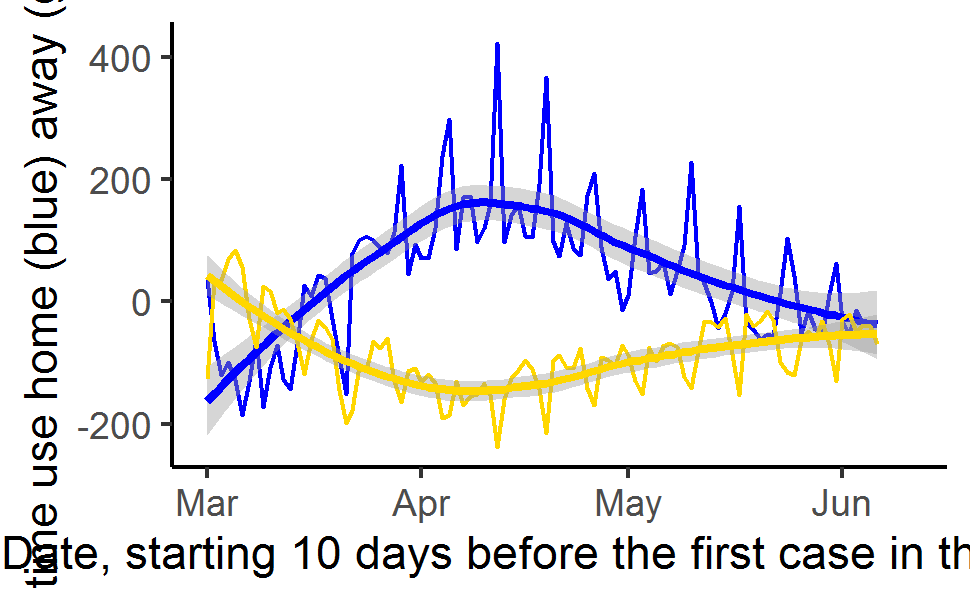 time use home (blue) away (
400
200
0
-200
Mar Apr May Jun
Date, starting 10 days before the first case in th